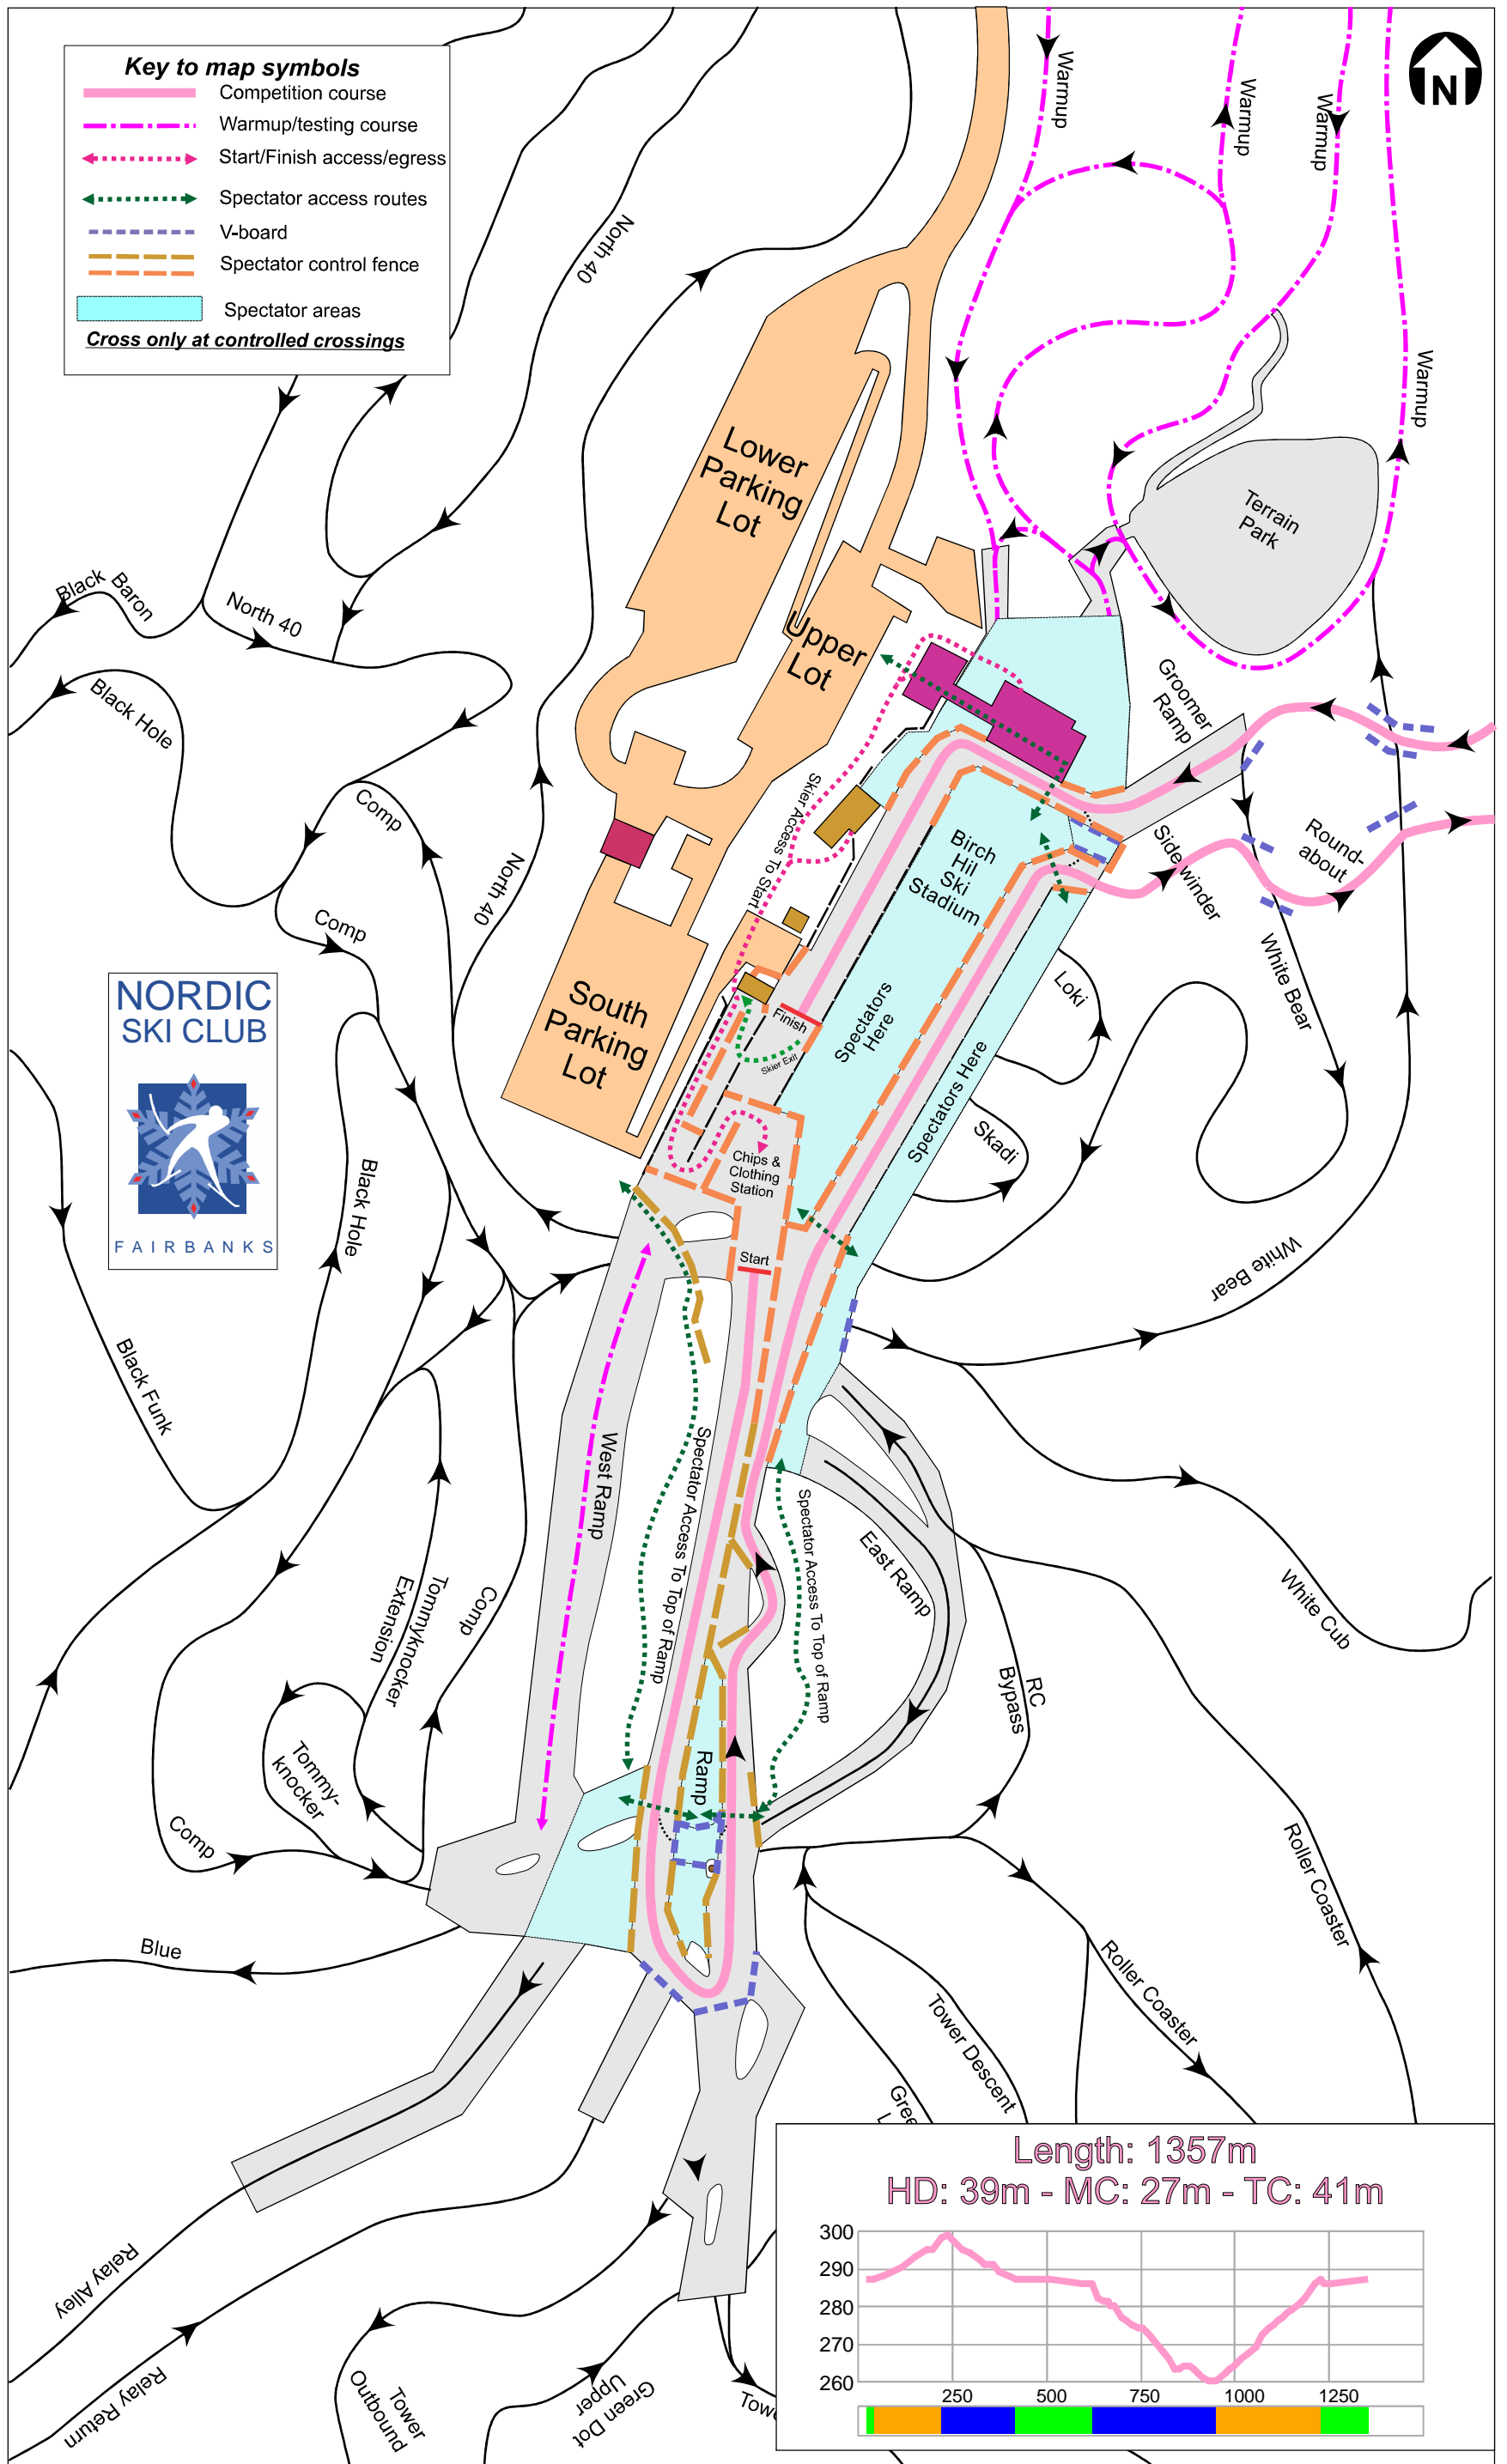 Key to map symbols
Competition course
Warmup/testing course
Start/Finish access/egress
Spectator access routes
V-board
Spectator control fence
Spectator areas
Cross only at controlled crossings
N
Warmup
Warmup
Warmup
Warmup
North 40
Lower
Parking
Lot
Upper
Lot
Terrain
Park
Black Baron
North 40
Black Hole
Groomer
Ramp
Comp
Skier Access To Start
Birch
Hil
Ski
Stadium
Sidewinder
Round-
about
North 40
Comp
White Bear
Loki
NORDIC
SKI CLUB
FAIRBANKS
South
Parking
Lot
Finish
Skier Exit
Spectators
Here
Spectators Here
Skadi
Chips &
Clothing
Station
Start
Black Hole
White Bear
Black Funk
West Ramp
Spectator Access To Top of Ramp
Spectator Access To Top of Ramp
East Ramp
White Cub
Tommyknocker
Extension
Comp
RC
Bypass
Tommy-
knocker
Ramp
Comp
Roller Coaster
Blue
Roller Coaster
Tower Descent
Gree
Relay Alley
Relay Return
Tower
Outbound
Upper
Green Dot
Towe
Length: 1357m
HD: 39m - MC: 27m - TC: 41m
300
290
280
270
260
250
500
750
1000
1250